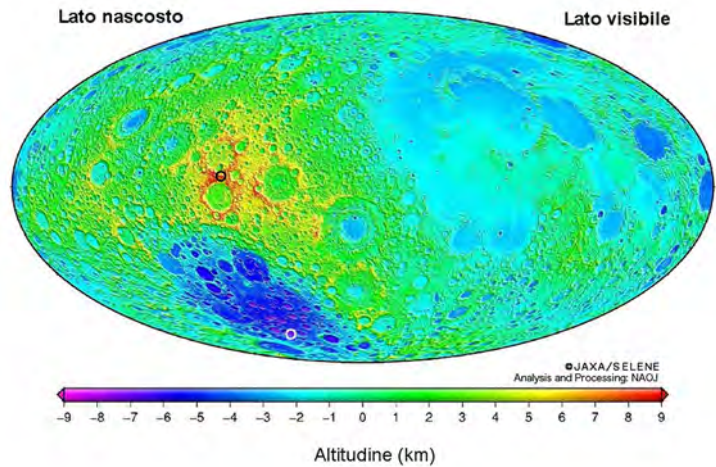 Lato nascosto Lato visibile
©JAXA/SELENE
Analysis and Processing: NAOJ
−9 −8 −7 −6 −5 −4 −3 −2 −1 0 1 2 3 4 5 6 7 8 9
Altitudine (km)